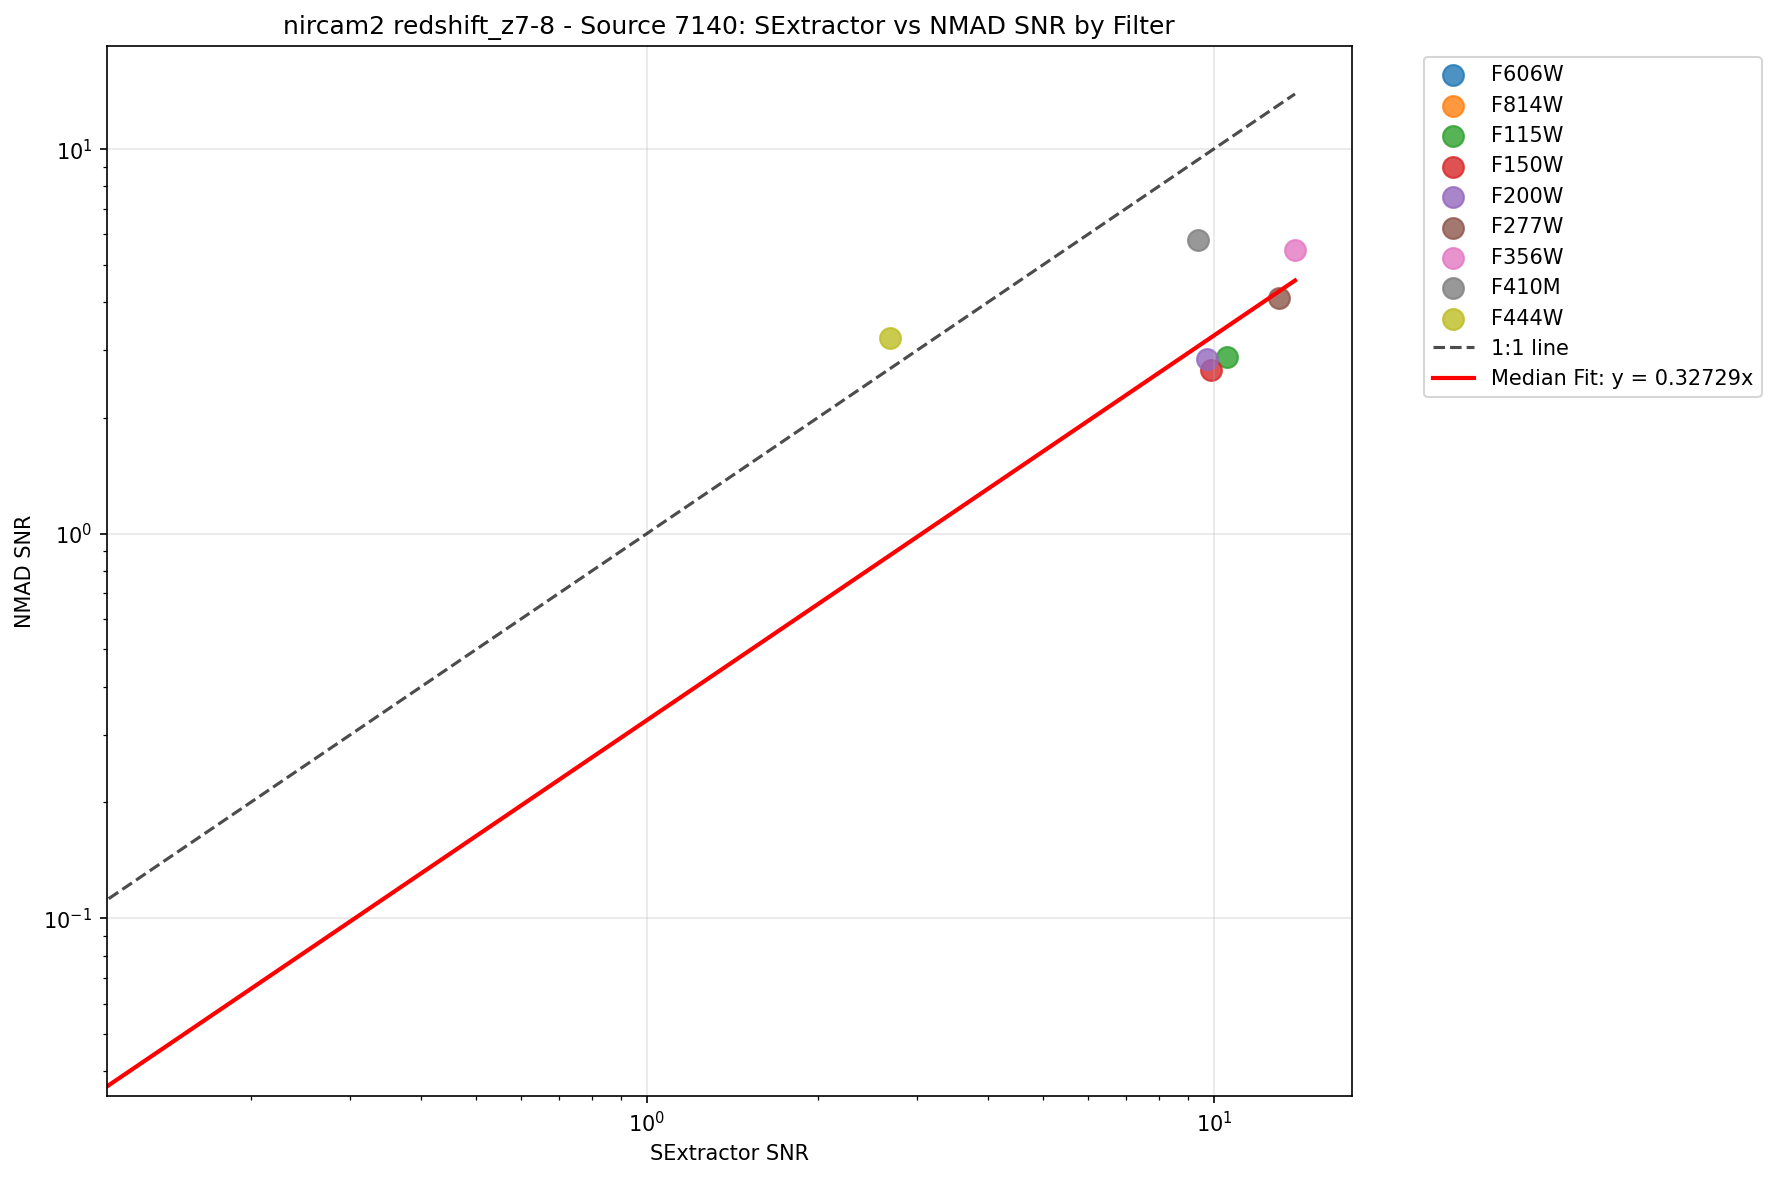 nircam2 redshift_z7-8 - Source 7140: SExtractor vs NMAD SNR by Filter
F606W
F814W
F115W
F150W
F200W
F277W
F356W
F410M
F444W
1:1 line
Median Fit: y = 0.32729x
NMAD SNR
10¹
10⁰
10⁻¹
10⁰
10¹
SExtractor SNR